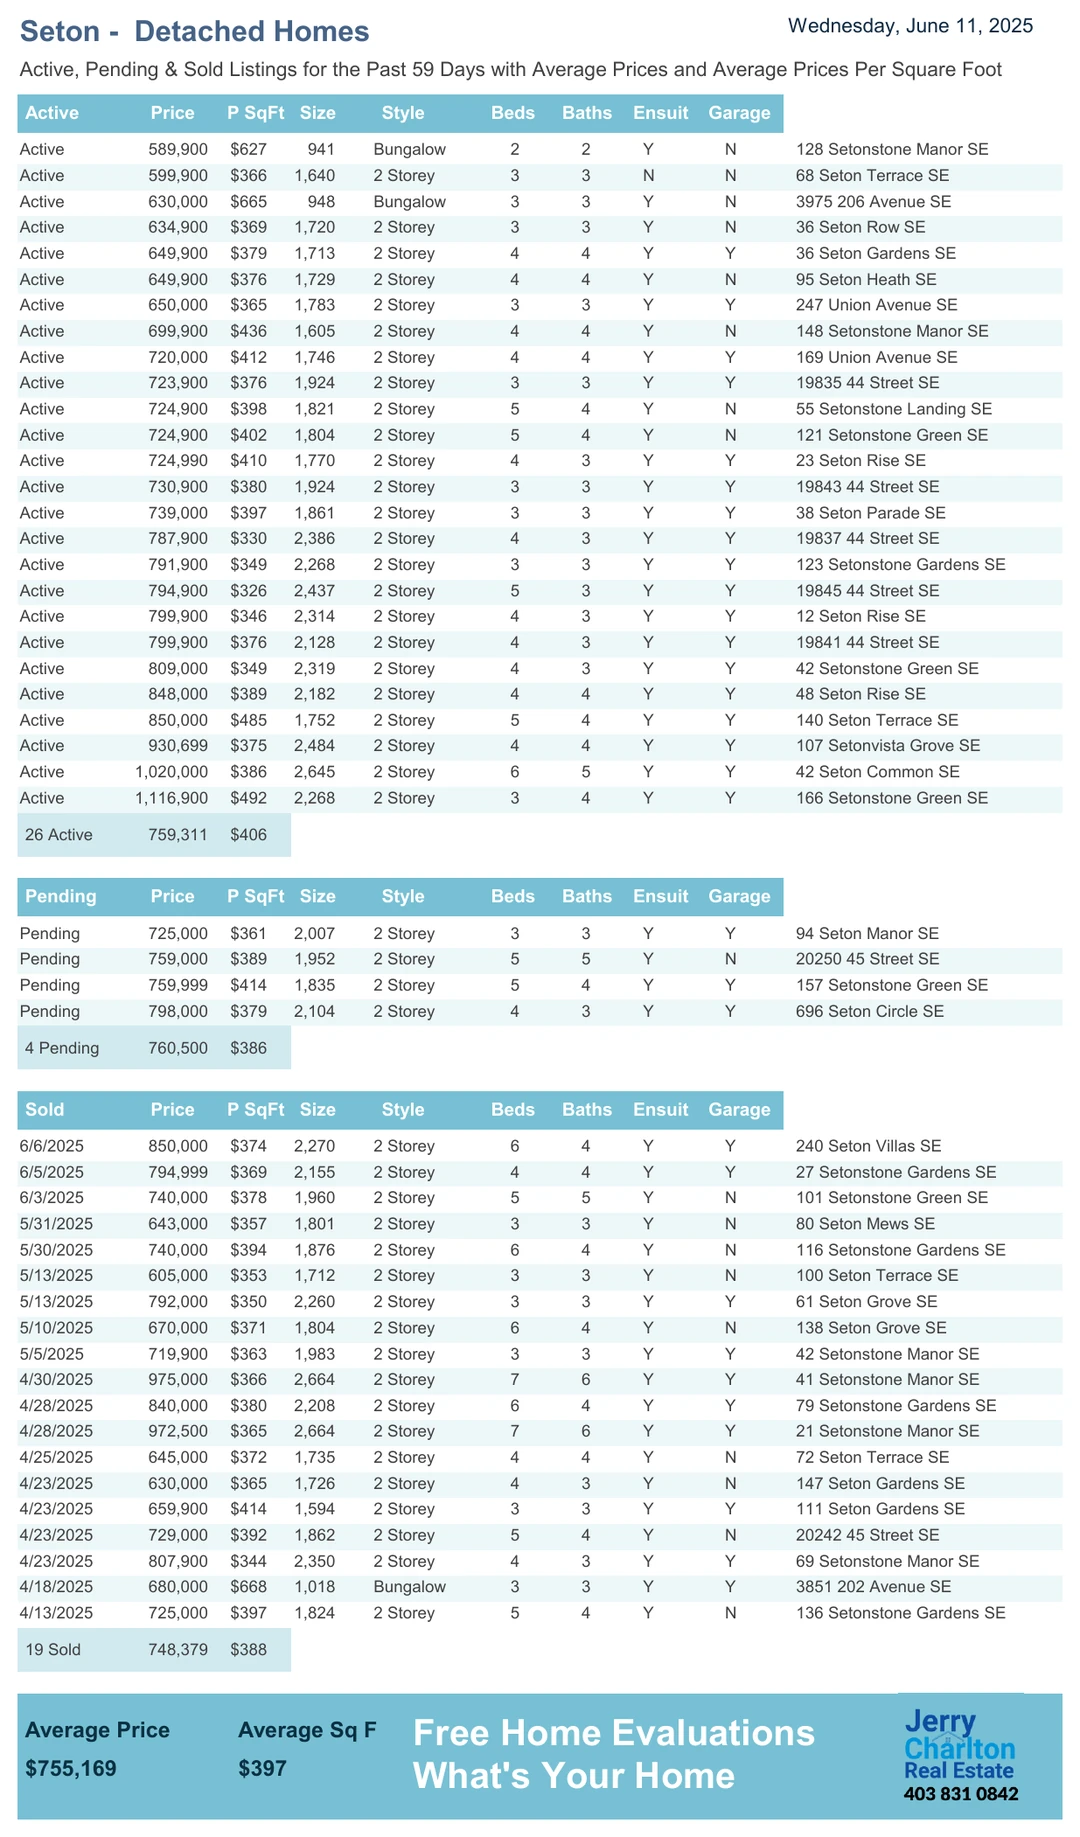 Seton - Detached Homes
Wednesday, June 11, 2025
Active, Pending & Sold Listings for the Past 59 Days with Average Prices and Average Prices Per Square Foot
Active Price P SqFt Size Style Beds Baths Ensuit Garage
Active 589,900 $627 941 Bungalow 2 2 Y N 128 Setonstone Manor SE
Active 599,900 $366 1,640 2 Storey 3 3 N N 68 Seton Terrace SE
Active 630,000 $665 948 Bungalow 3 3 Y N 3975 206 Avenue SE
Active 634,900 $369 1,720 2 Storey 3 3 Y N 36 Seton Row SE
Active 649,900 $379 1,713 2 Storey 4 4 Y Y 36 Seton Gardens SE
Active 649,900 $376 1,729 2 Storey 4 4 Y N 95 Seton Heath SE
Active 650,000 $365 1,783 2 Storey 3 3 Y Y 247 Union Avenue SE
Active 699,900 $436 1,605 2 Storey 4 4 Y N 148 Setonstone Manor SE
Active 720,000 $412 1,746 2 Storey 4 4 Y Y 169 Union Avenue SE
Active 723,900 $376 1,924 2 Storey 3 3 Y Y 19835 44 Street SE
Active 724,900 $398 1,821 2 Storey 5 4 Y N 55 Setonstone Landing SE
Active 724,900 $402 1,804 2 Storey 5 4 Y N 121 Setonstone Green SE
Active 724,990 $410 1,770 2 Storey 4 3 Y Y 23 Seton Rise SE
Active 730,900 $380 1,924 2 Storey 3 3 Y Y 19843 44 Street SE
Active 739,000 $397 1,861 2 Storey 3 3 Y Y 38 Seton Parade SE
Active 787,900 $330 2,386 2 Storey 4 3 Y Y 19837 44 Street SE
Active 791,900 $349 2,268 2 Storey 3 3 Y Y 123 Setonstone Gardens SE
Active 794,900 $326 2,437 2 Storey 5 3 Y Y 19845 44 Street SE
Active 799,900 $346 2,314 2 Storey 4 3 Y Y 12 Seton Rise SE
Active 799,900 $376 2,128 2 Storey 4 3 Y Y 19841 44 Street SE
Active 809,000 $349 2,319 2 Storey 4 3 Y Y 42 Setonstone Green SE
Active 848,000 $389 2,182 2 Storey 4 4 Y Y 48 Seton Rise SE
Active 850,000 $485 1,752 2 Storey 5 4 Y Y 140 Seton Terrace SE
Active 930,699 $375 2,484 2 Storey 4 4 Y Y 107 Setonvista Grove SE
Active 1,020,000 $386 2,645 2 Storey 6 5 Y Y 42 Seton Common SE
Active 1,116,900 $492 2,268 2 Storey 3 4 Y Y 166 Setonstone Green SE
26 Active 759,311 $406
Pending Price P SqFt Size Style Beds Baths Ensuit Garage
Pending 725,000 $361 2,007 2 Storey 3 3 Y Y 94 Seton Manor SE
Pending 759,000 $389 1,952 2 Storey 5 5 Y N 20250 45 Street SE
Pending 759,999 $414 1,835 2 Storey 5 4 Y Y 157 Setonstone Green SE
Pending 798,000 $379 2,104 2 Storey 4 3 Y Y 696 Seton Circle SE
4 Pending 760,500 $386
Sold Price P SqFt Size Style Beds Baths Ensuit Garage
6/6/2025 850,000 $374 2,270 2 Storey 6 4 Y Y 240 Seton Villas SE
6/5/2025 794,999 $369 2,155 2 Storey 4 4 Y Y 27 Setonstone Gardens SE
6/3/2025 740,000 $378 1,960 2 Storey 5 5 Y N 101 Setonstone Green SE
5/31/2025 643,000 $357 1,801 2 Storey 3 3 Y N 80 Seton Mews SE
5/30/2025 740,000 $394 1,876 2 Storey 6 4 Y N 116 Setonstone Gardens SE
5/13/2025 605,000 $353 1,712 2 Storey 3 3 Y N 100 Seton Terrace SE
5/13/2025 792,000 $350 2,260 2 Storey 3 3 Y Y 61 Seton Grove SE
5/10/2025 670,000 $371 1,804 2 Storey 6 4 Y N 138 Seton Grove SE
5/5/2025 719,900 $363 1,983 2 Storey 3 3 Y Y 42 Setonstone Manor SE
4/30/2025 975,000 $366 2,664 2 Storey 7 6 Y Y 41 Setonstone Manor SE
4/28/2025 840,000 $380 2,208 2 Storey 6 4 Y Y 79 Setonstone Gardens SE
4/28/2025 972,500 $365 2,664 2 Storey 7 6 Y Y 21 Setonstone Manor SE
4/25/2025 645,000 $372 1,735 2 Storey 4 4 Y N 72 Seton Terrace SE
4/23/2025 630,000 $365 1,726 2 Storey 4 3 Y N 147 Seton Gardens SE
4/23/2025 659,900 $414 1,594 2 Storey 3 3 Y Y 111 Seton Gardens SE
4/23/2025 729,000 $392 1,862 2 Storey 5 4 Y N 20242 45 Street SE
4/23/2025 807,900 $344 2,350 2 Storey 4 3 Y Y 69 Setonstone Manor SE
4/18/2025 680,000 $668 1,018 Bungalow 3 3 Y Y 3851 202 Avenue SE
4/13/2025 725,000 $397 1,824 2 Storey 5 4 Y N 136 Setonstone Gardens SE
19 Sold 748,379 $388
Average Price Average Sq F
$755,169 $397
Free Home Evaluations
What's Your Home
Jerry
Charlton
Real Estate
403 831 0842